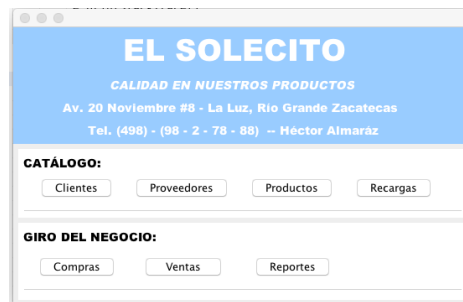 EL SOLECITO
CALIDAD EN NUESTROS PRODUCTOS
Av. 20 Noviembre #8 - La Luz, Río Grande Zacatecas
Tel. (498) - (98 - 2 - 78 - 88) -- Héctor Almaráz
CATÁLOGO:
Clientes Proveedores Productos Recargas
GIRO DEL NEGOCIO:
Compras Ventas Reportes